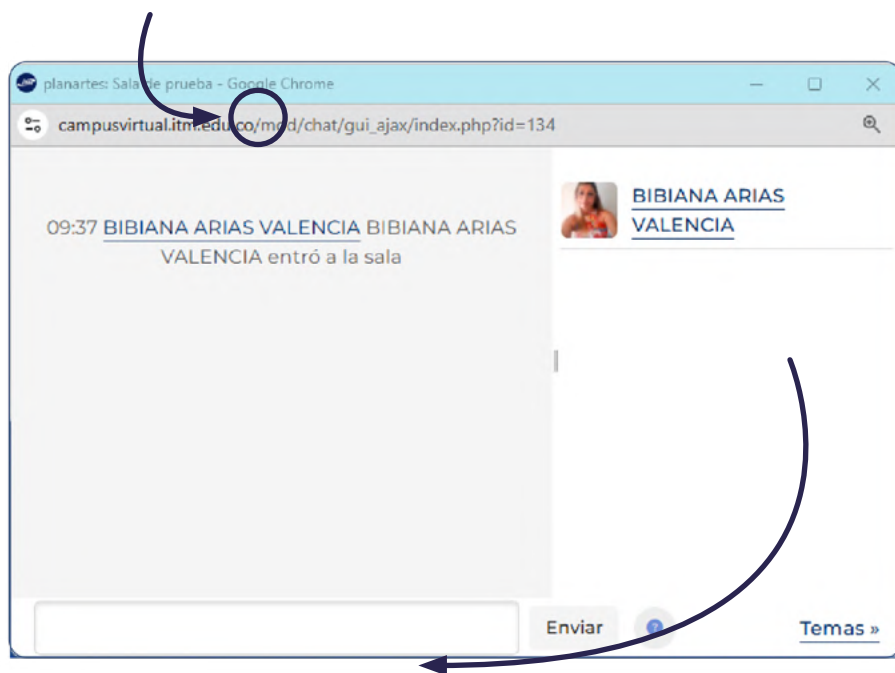 planartes: Sala de prueba - Google Chrome
campusvirtual.itm.edu.co/mod/chat/gui_ajax/index.php?id=134
09:37 BIBIANA ARIAS VALENCIA BIBIANA ARIAS
VALENCIA entró a la sala
BIBIANA ARIAS
VALENCIA
Enviar
?
Temas »